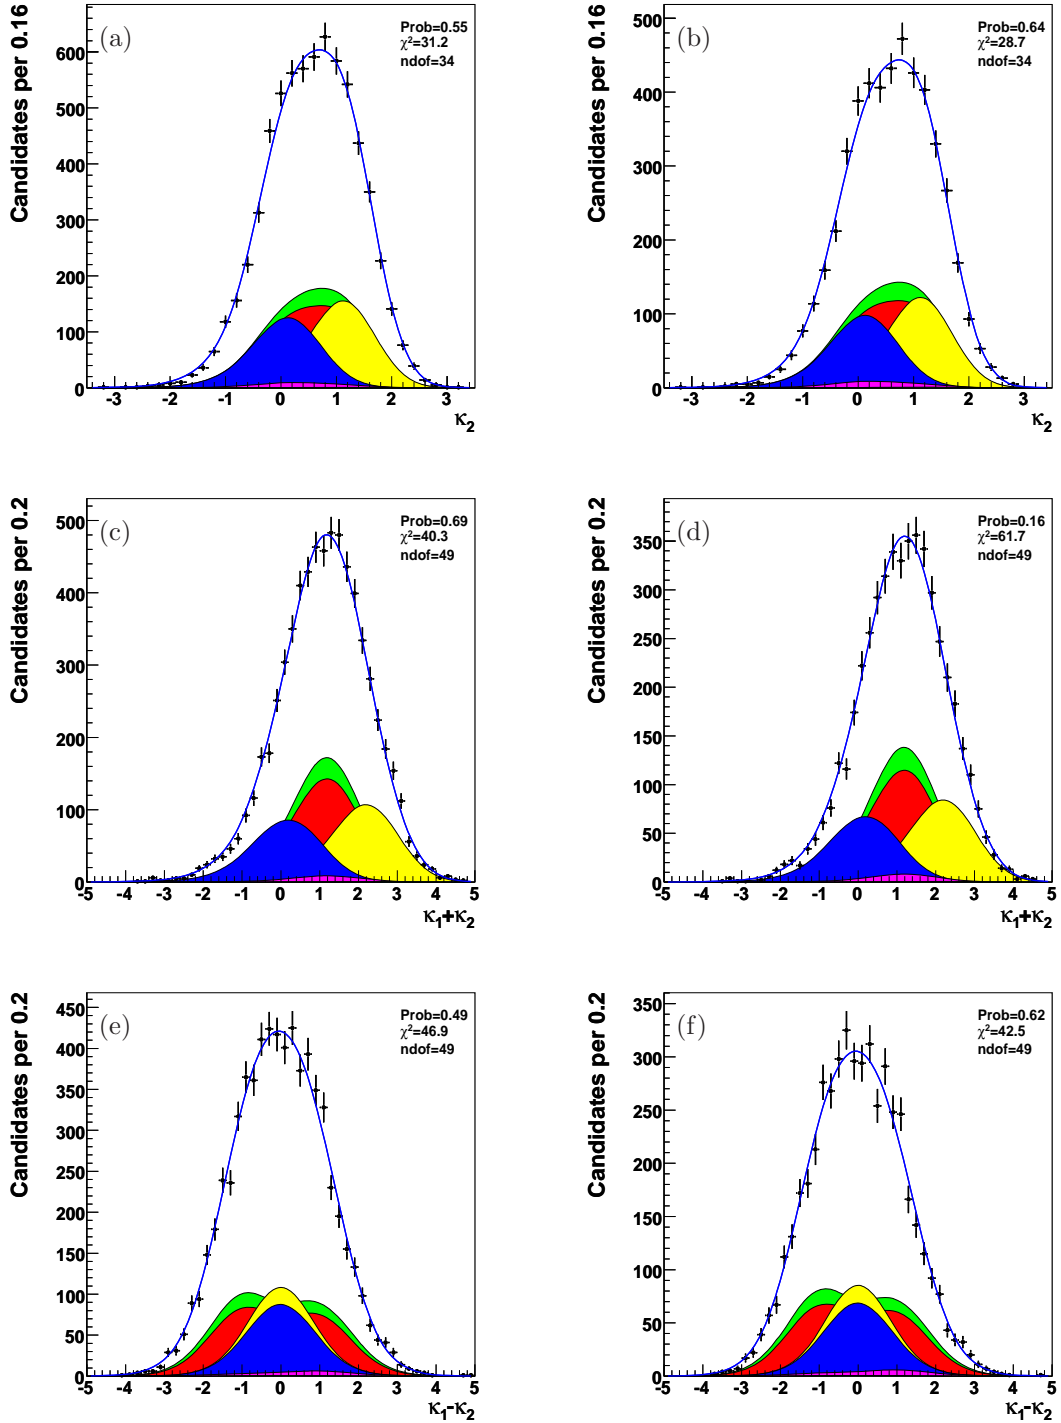 Candidates per 0.16
600
500
400
300
200
100
0
(a)
Prob=0.55
χ²=31.2
ndof=34
-3 -2 -1 0 1 2 3
κ₂
Candidates per 0.16
500
400
300
200
100
0
(b)
Prob=0.64
χ²=28.7
ndof=34
-3 -2 -1 0 1 2 3
κ₂
Candidates per 0.2
500
400
300
200
100
0
(c)
Prob=0.69
χ²=40.3
ndof=49
-5 -4 -3 -2 -1 0 1 2 3 4 5
κ₁+κ₂
Candidates per 0.2
350
300
250
200
150
100
50
0
(d)
Prob=0.16
χ²=61.7
ndof=49
-5 -4 -3 -2 -1 0 1 2 3 4 5
κ₁+κ₂
Candidates per 0.2
450
400
350
300
250
200
150
100
50
0
(e)
Prob=0.49
χ²=46.9
ndof=49
-5 -4 -3 -2 -1 0 1 2 3 4 5
κ₁-κ₂
Candidates per 0.2
350
300
250
200
150
100
50
0
(f)
Prob=0.62
χ²=42.5
ndof=49
-5 -4 -3 -2 -1 0 1 2 3 4 5
κ₁-κ₂